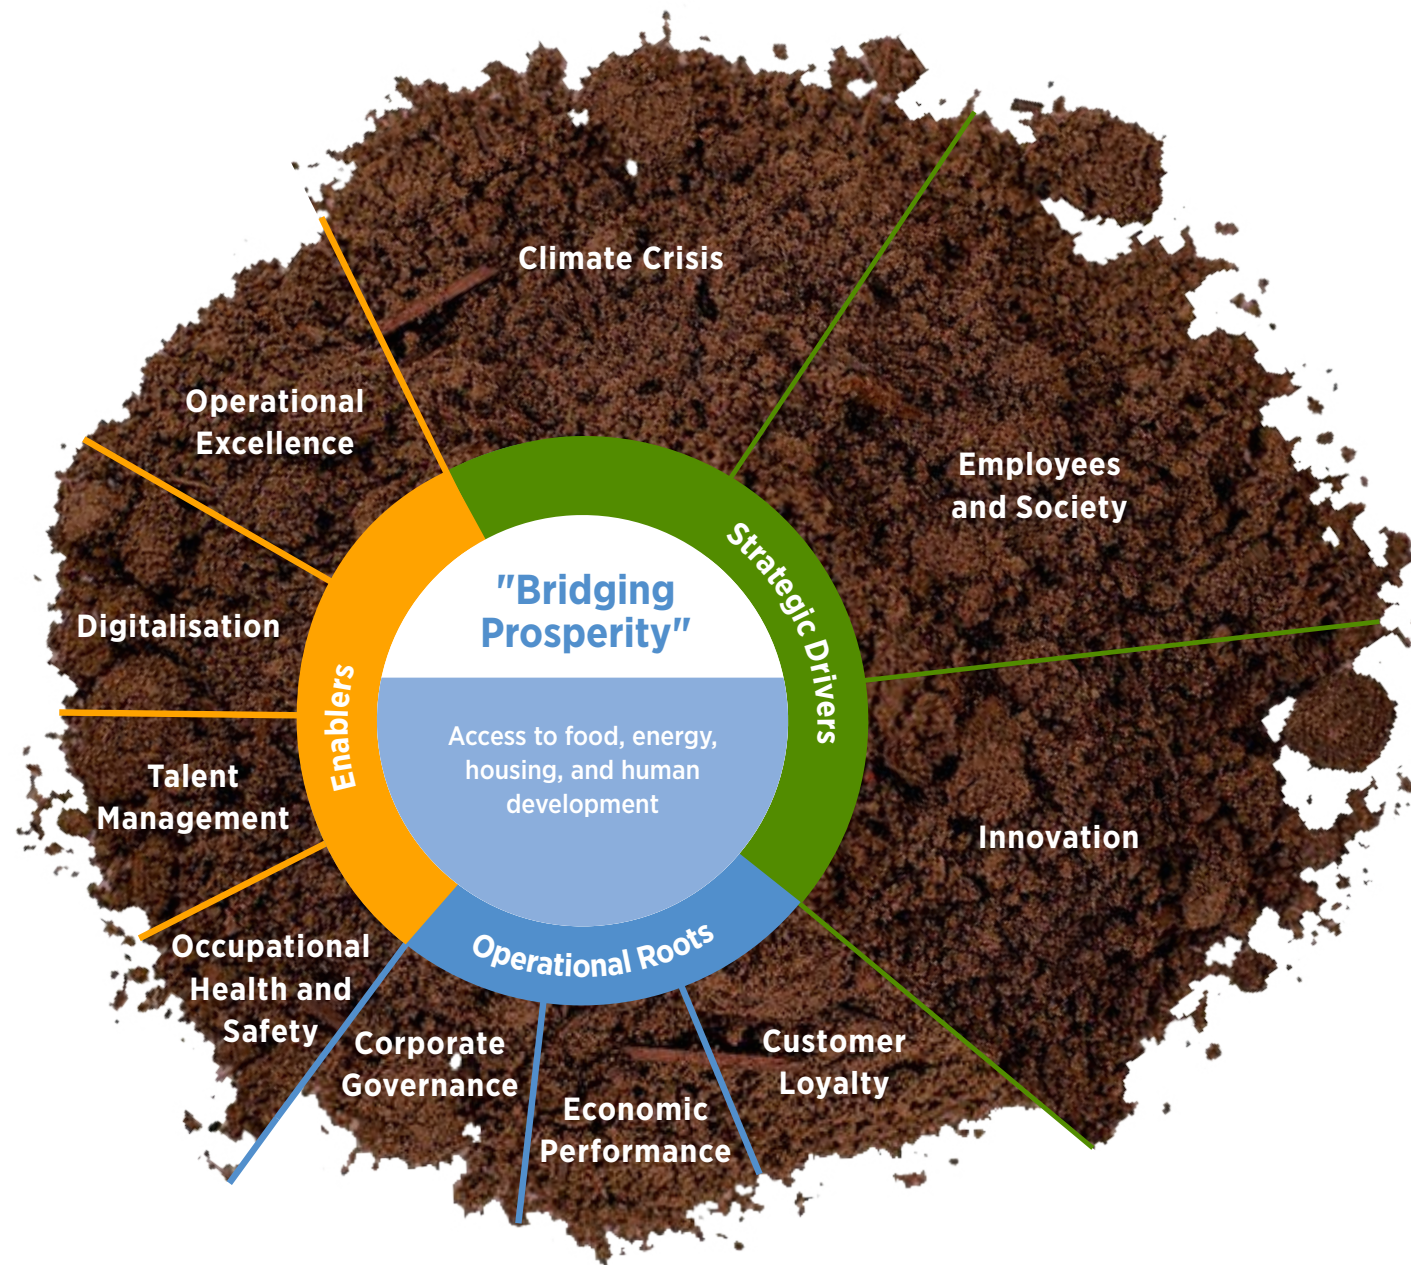 Climate Crisis
Operational
Excellence
Employees
and Society
Strategic Drivers
"Bridging
Prosperity"
Digitalisation
Enablers
Access to food, energy,
housing, and human
development
Talent
Management
Innovation
Occupational
Health and
Safety
Operational Roots
Corporate
Governance
Customer
Loyalty
Economic
Performance